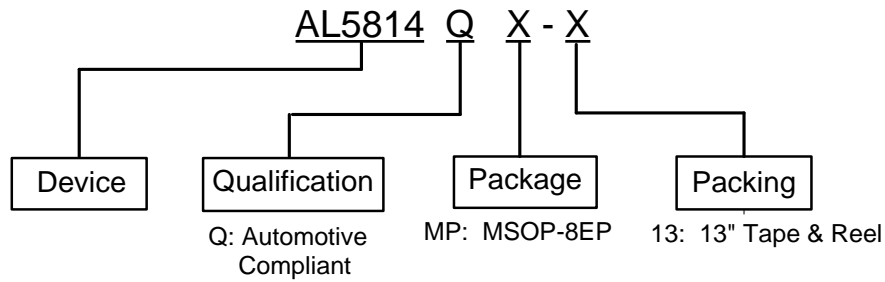 AL5814 Q X - X
Device
Qualification
Package
Packing
Q: Automotive
Compliant
MP: MSOP-8EP
13: 13" Tape & Reel